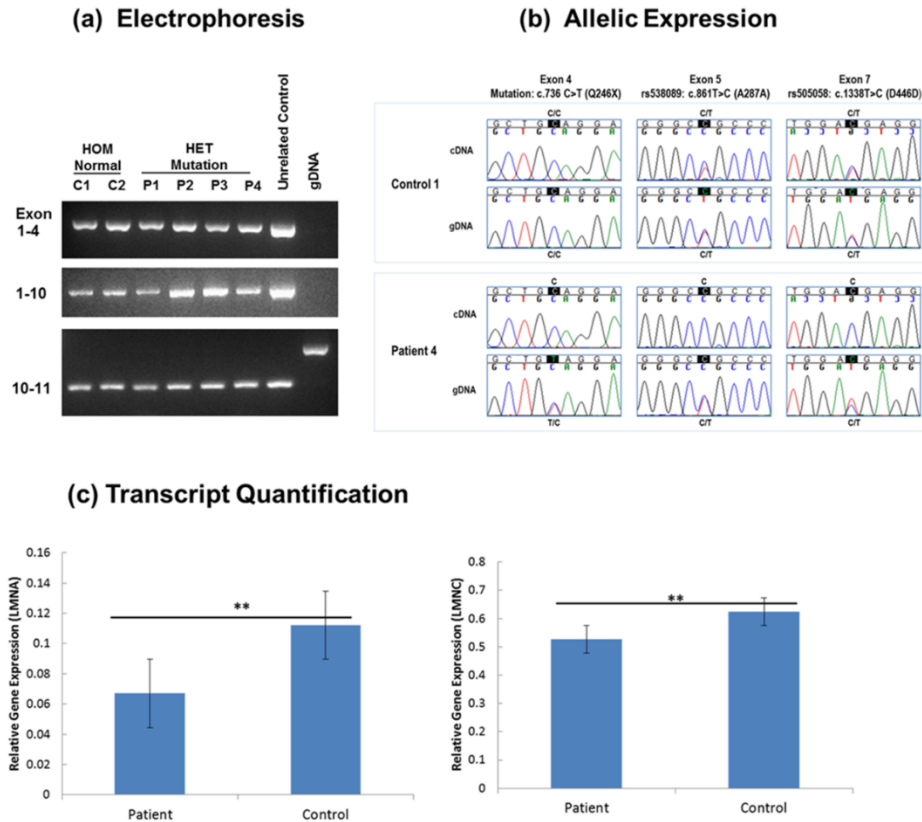 (a) Electrophoresis
HOM
Normal
HET
Mutation
Unrelated Control
gDNA
C1 C2 P1 P2 P3 P4
Exon
1-4
1-10
10-11
(b) Allelic Expression
Exon 4
Mutation: c.736 C>T (Q246X)
Exon 5
rs538089: c.861T>C (A287A)
Exon 7
rs505058: c.1338T>C (D446D)
Control 1
C/C C/T C/T
cDNA
G C T G C A G G A G G G C C G C C C T G G A C G A G G
G C T G C A G G A G G G C C G C C C A C C T G C T C C
gDNA
G C T G C A G G A G G G C C G C C C T G G A C G A G G
G C T G C A G G A G G G C T G C C C T G G A T G A G G
C/C C/T C/T
Patient 4
C C C
cDNA
G C T G C A G G A G G G C C G C C C T G G A C G A G G
G C T G C A G G A G G G C C G C C C A C C T G C T C C
gDNA
G C T G T A G G A G G G C C G C C C T G G A C G A G G
G C T G C A G G A G G G C C G C C C T G G A T G A G G
T/C C/T C/T
(c) Transcript Quantification
Relative Gene Expression (LMNA)
0.16
0.14
0.12
0.1
0.08
0.06
0.04
0.02
0
**
Patient Control
Relative Gene Expression (LMNC)
0.8
0.7
0.6
0.5
0.4
0.3
0.2
0.1
0
**
Patient Control